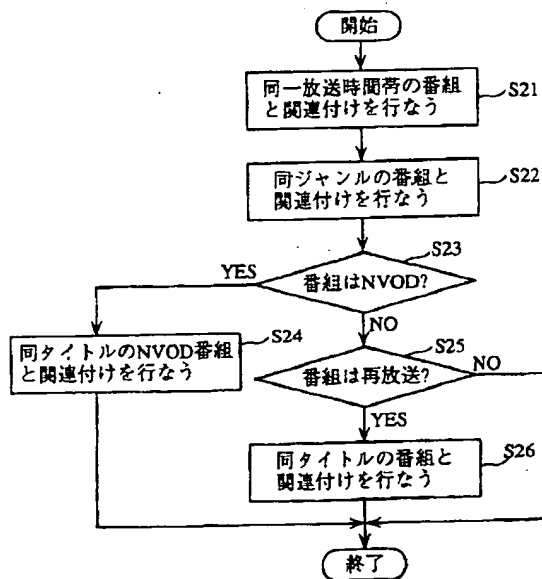 開始
同一放送時間帯の番組
と関連付けを行なう
S21
同ジャンルの番組と
関連付けを行なう
S22
S23
YES
番組はNVOD?
NO
S24
同タイトルのNVOD番組
と関連付けを行なう
S25
番組は再放送?
NO
YES
同タイトルの番組と
関連付けを行なう
S26
終了